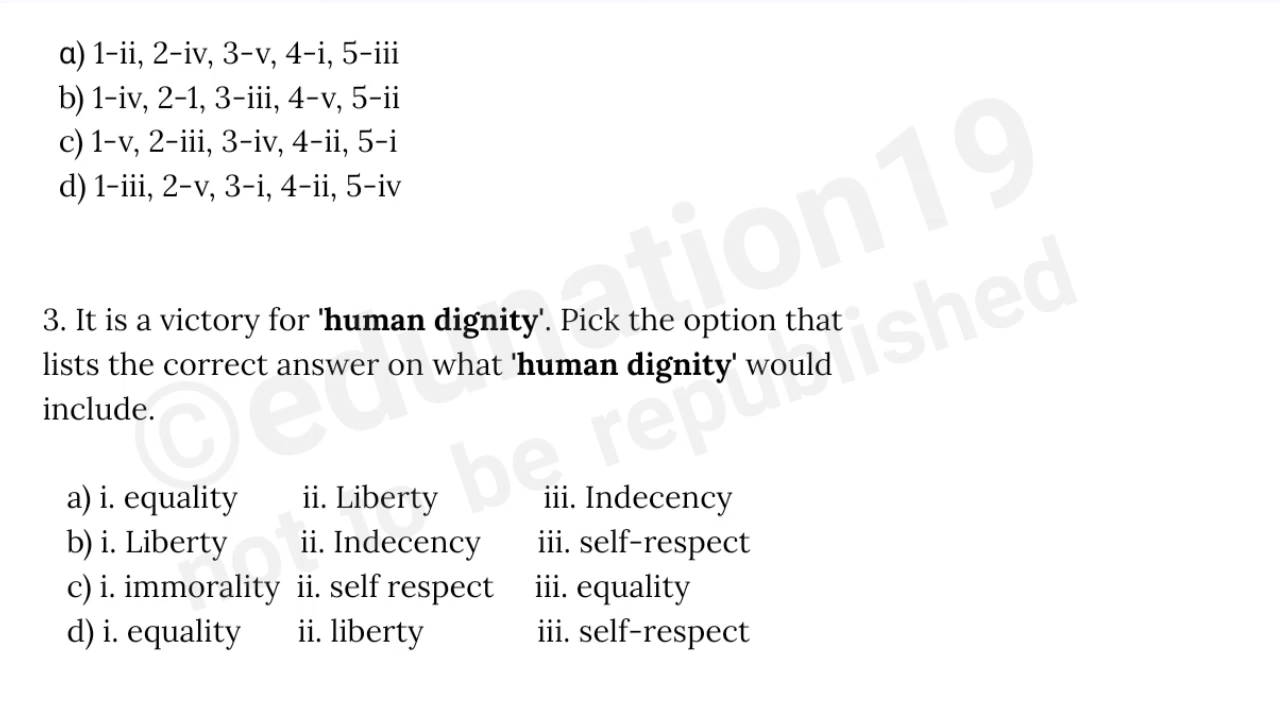 a) 1-ii, 2-iv, 3-v, 4-i, 5-iii
b) 1-iv, 2-1, 3-iii, 4-v, 5-ii
c) 1-v, 2-iii, 3-iv, 4-ii, 5-i
d) 1-iii, 2-v, 3-i, 4-ii, 5-iv
3. It is a victory for 'human dignity'. Pick the option that
lists the correct answer on what 'human dignity' would
include.
a) i. equality ii. Liberty iii. Indecency
b) i. Liberty ii. Indecency iii. self-respect
c) i. immorality ii. self respect iii. equality
d) i. equality ii. liberty iii. self-respect
©edunation19
not to be republished